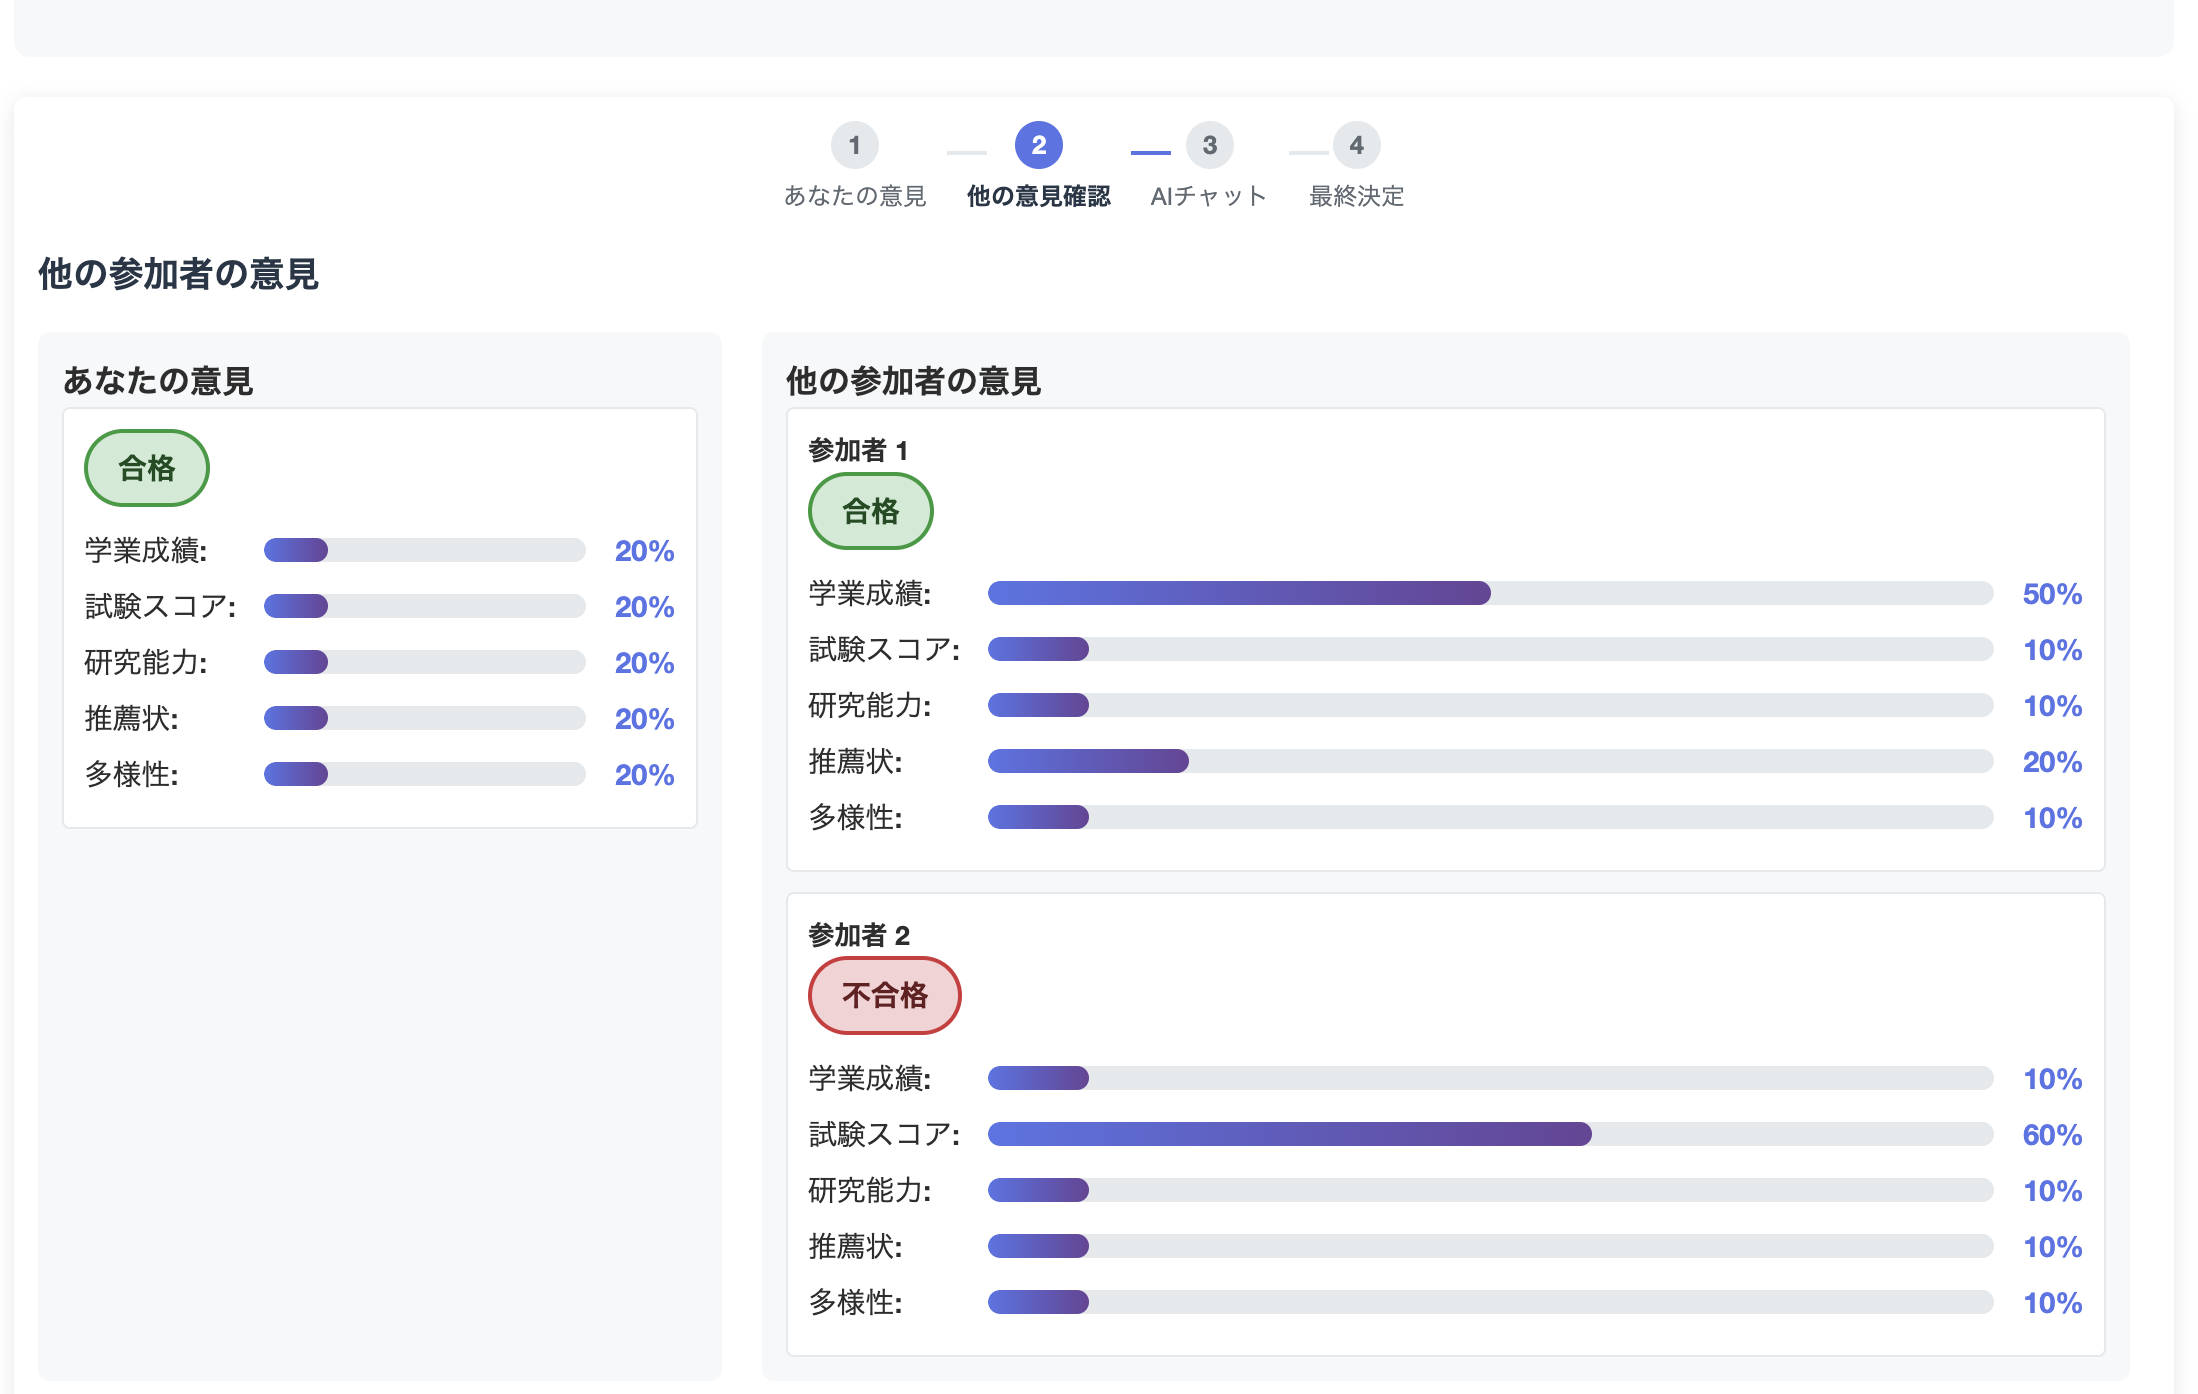 1
あなたの意見
2
他の意見確認
3
AIチャット
4
最終決定
他の参加者の意見
あなたの意見
合格
学業成績: 20%
試験スコア: 20%
研究能力: 20%
推薦状: 20%
多様性: 20%
他の参加者の意見
参加者 1
合格
学業成績: 50%
試験スコア: 10%
研究能力: 10%
推薦状: 20%
多様性: 10%
参加者 2
不合格
学業成績: 10%
試験スコア: 60%
研究能力: 10%
推薦状: 10%
多様性: 10%